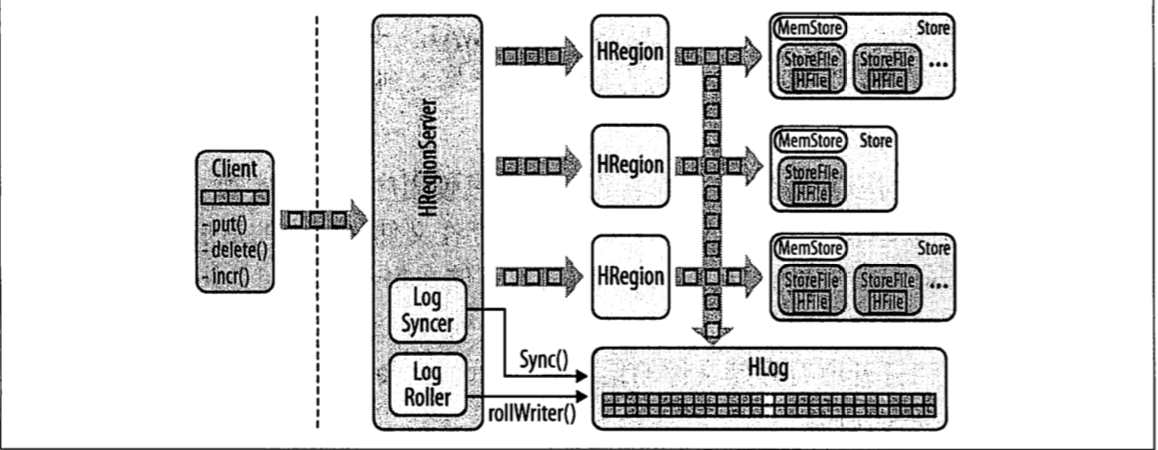 Client
- put()
- delete()
- incr()
HRegionServer
Log
Syncer
Log
Roller
HRegion
MemStore Store
StoreFile StoreFile ...
HFile HFile
HRegion
MemStore Store
StoreFile
HFile
HRegion
MemStore Store
StoreFile StoreFile ...
HFile HFile
Sync()
rollWriter()
HLog